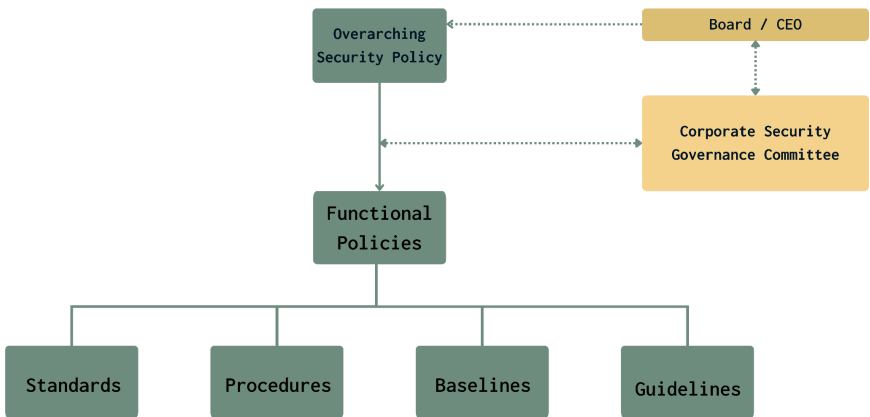 Overarching
Security Policy
Board / CEO
Corporate Security
Governance Committee
Functional
Policies
Standards
Procedures
Baselines
Guidelines